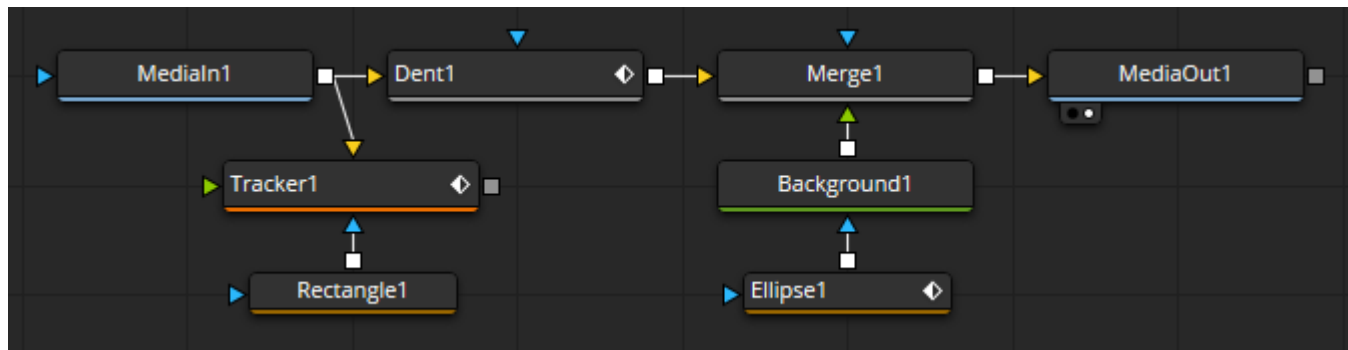 MediaIn1
Dent1
Merge1
MediaOut1
Tracker1
Background1
Rectangle1
Ellipse1